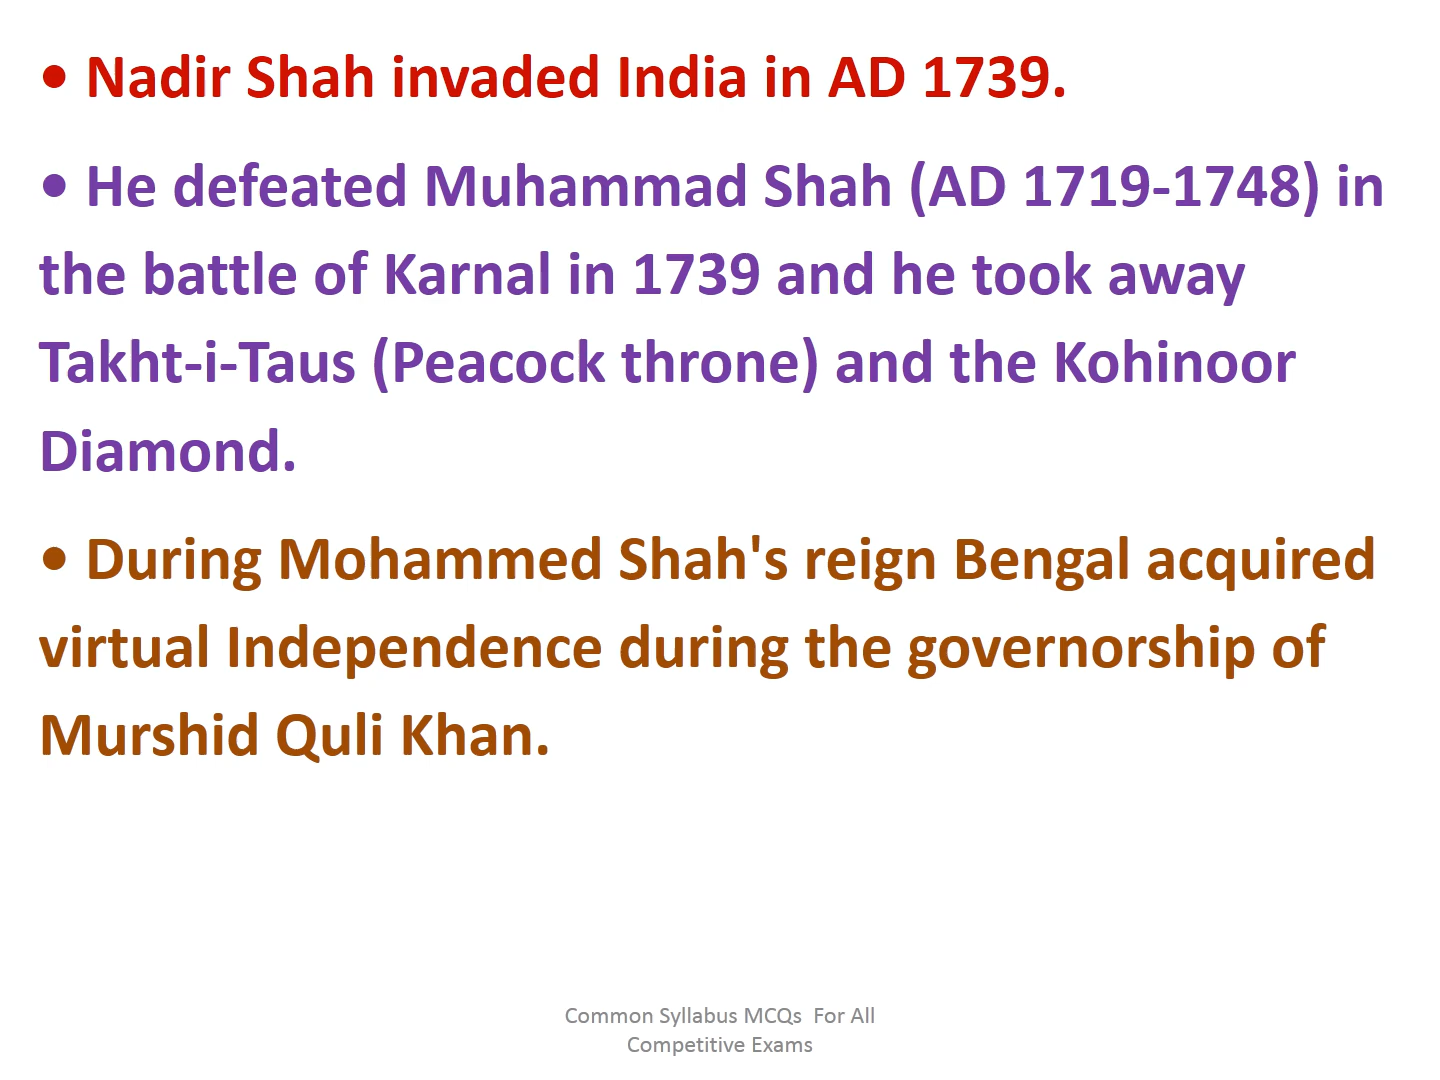 • Nadir Shah invaded India in AD 1739.
• He defeated Muhammad Shah (AD 1719-1748) in
the battle of Karnal in 1739 and he took away
Takht-i-Taus (Peacock throne) and the Kohinoor
Diamond.
• During Mohammed Shah's reign Bengal acquired
virtual Independence during the governorship of
Murshid Quli Khan.
Common Syllabus MCQs  For All
Competitive Exams